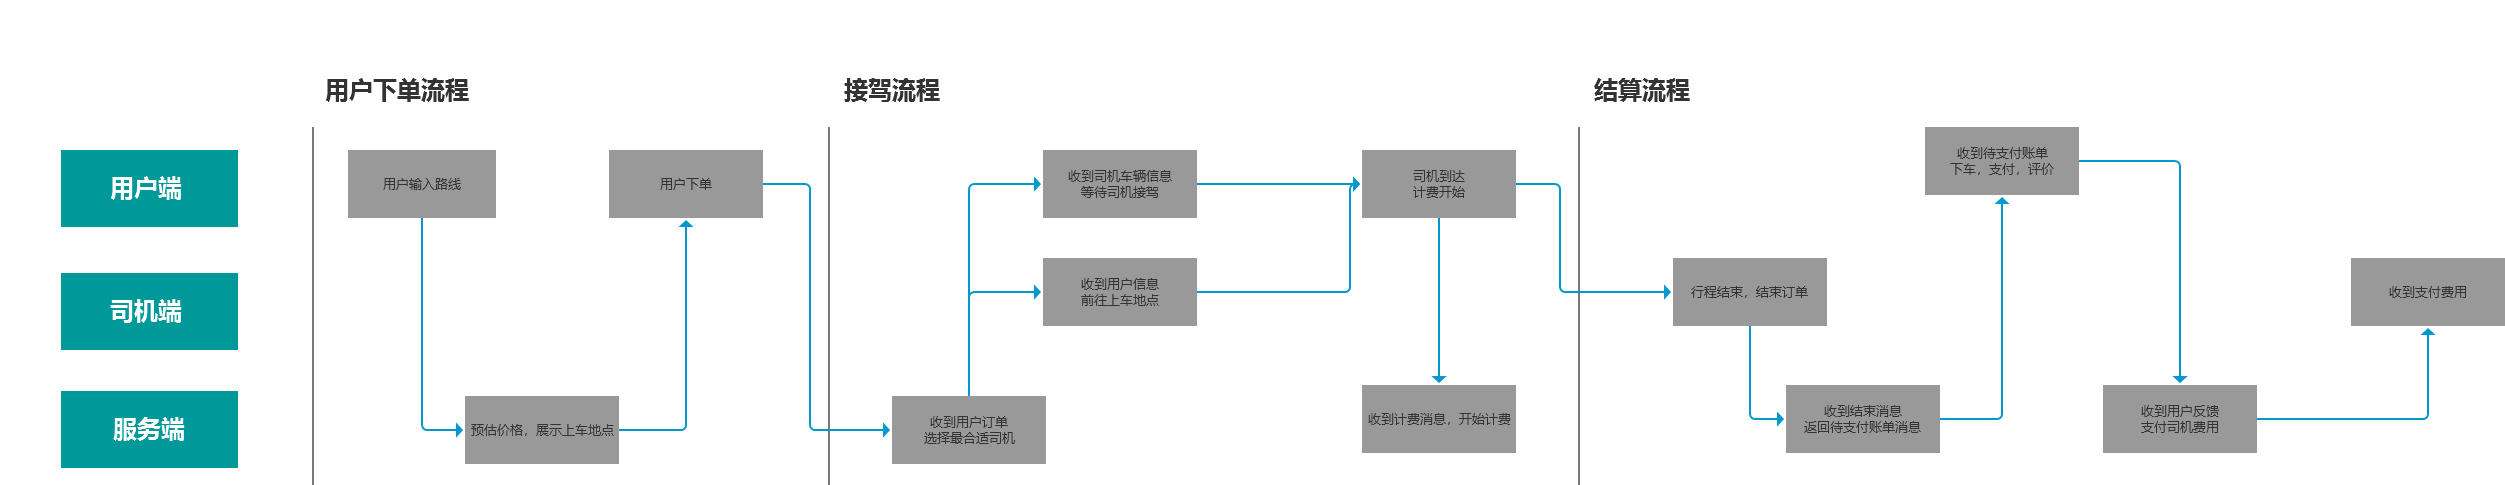 用户下单流程
接驾流程
结算流程
用户端
司机端
服务端
用户输入路线
预估价格，展示上车地点
用户下单
收到用户订单
选择最合适司机
收到司机车辆信息
等待司机接驾
收到用户信息
前往上车地点
司机到达
计费开始
收到计费消息，开始计费
行程结束，结束订单
收到结束消息
返回待支付账单消息
收到待支付账单
下车，支付，评价
收到用户反馈
支付司机费用
收到支付费用